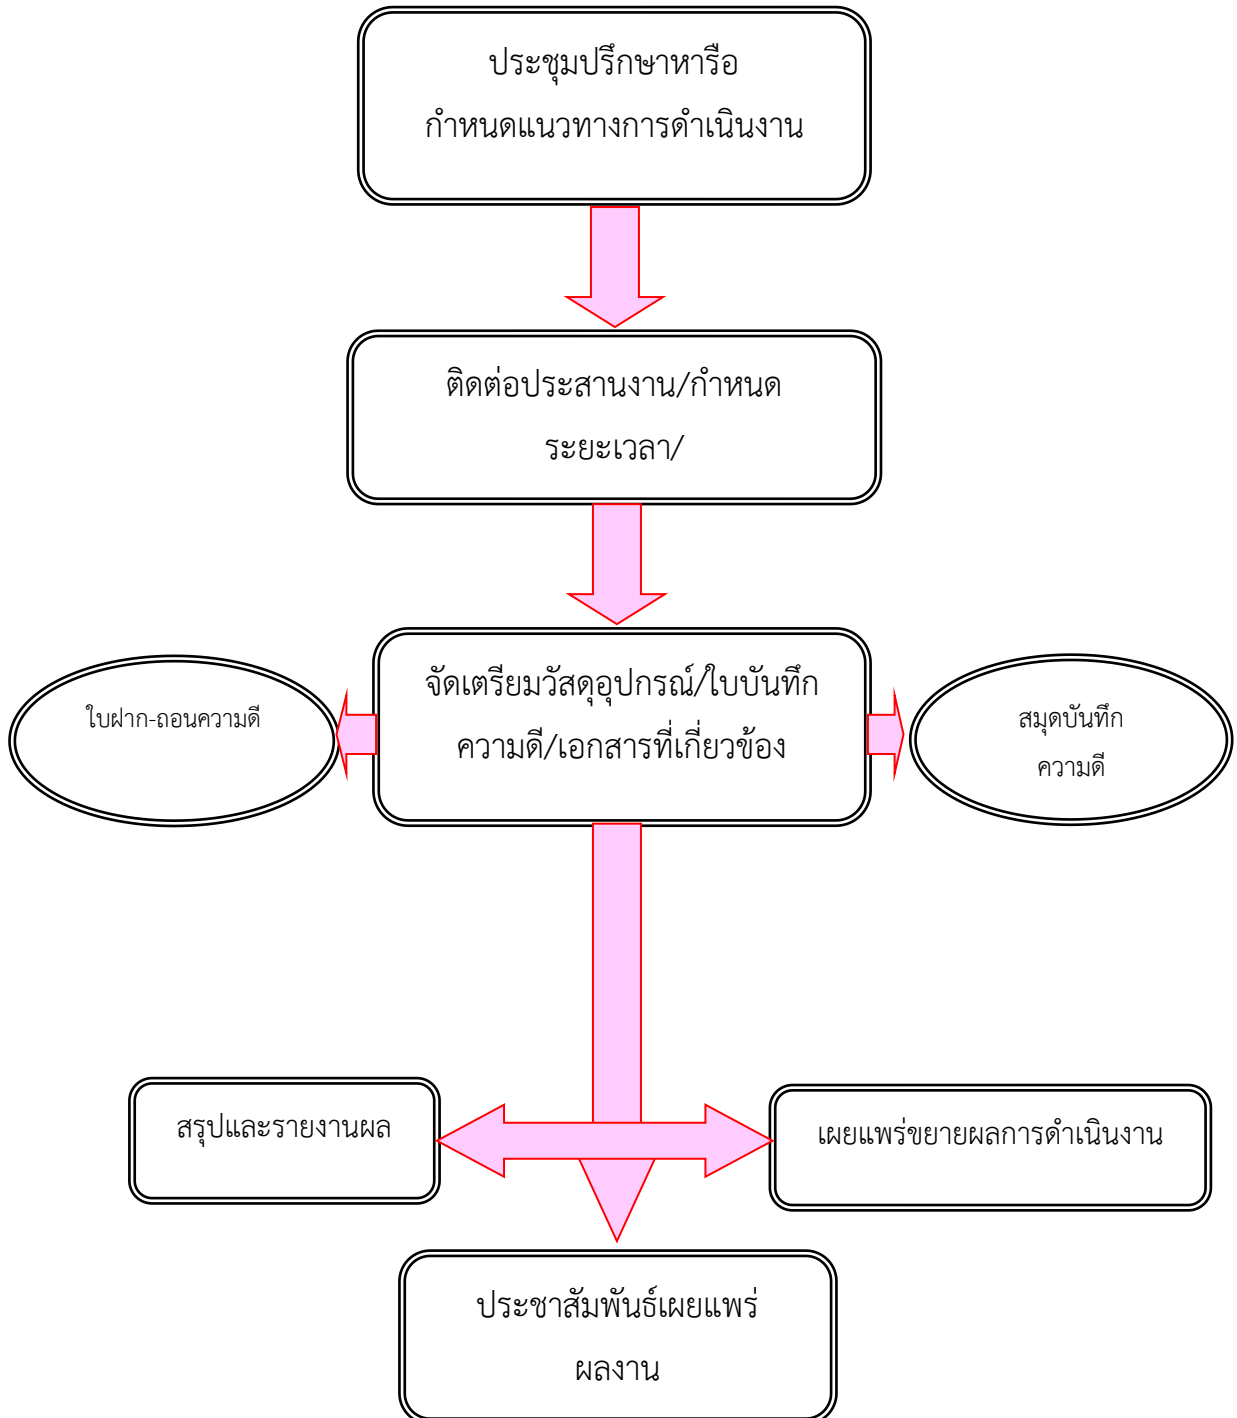 ประชุมปรึกษาหารือ
กำหนดแนวทางการดำเนินงาน
ติดต่อประสานงาน/กำหนด
ระยะเวลา/
จัดเตรียมวัสดุอุปกรณ์/ใบบันทึก
ความดี/เอกสารที่เกี่ยวข้อง
ใบฝาก-ถอนความดี
สมุดบันทึก
ความดี
สรุปและรายงานผล
เผยแพร่ขยายผลการดำเนินงาน
ประชาสัมพันธ์เผยแพร่
ผลงาน